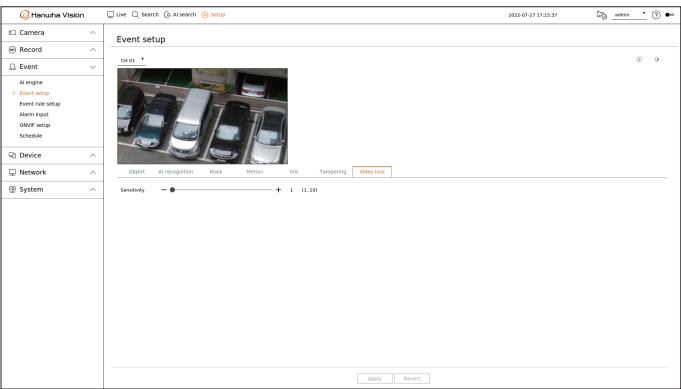 Hanwha Vision
Live Search AI search Setup 2022-07-27 17:15:37 admin ?
Camera
Record
Event
AI engine
> Event setup
Event rule setup
Alarm input
ONVIF setup
Schedule
Device
Network
System
Event setup
CH 01
Object AI recognition Mask Motion IVA Tampering Video loss
Sensitivity − + 1 (1..10)
Apply Revert